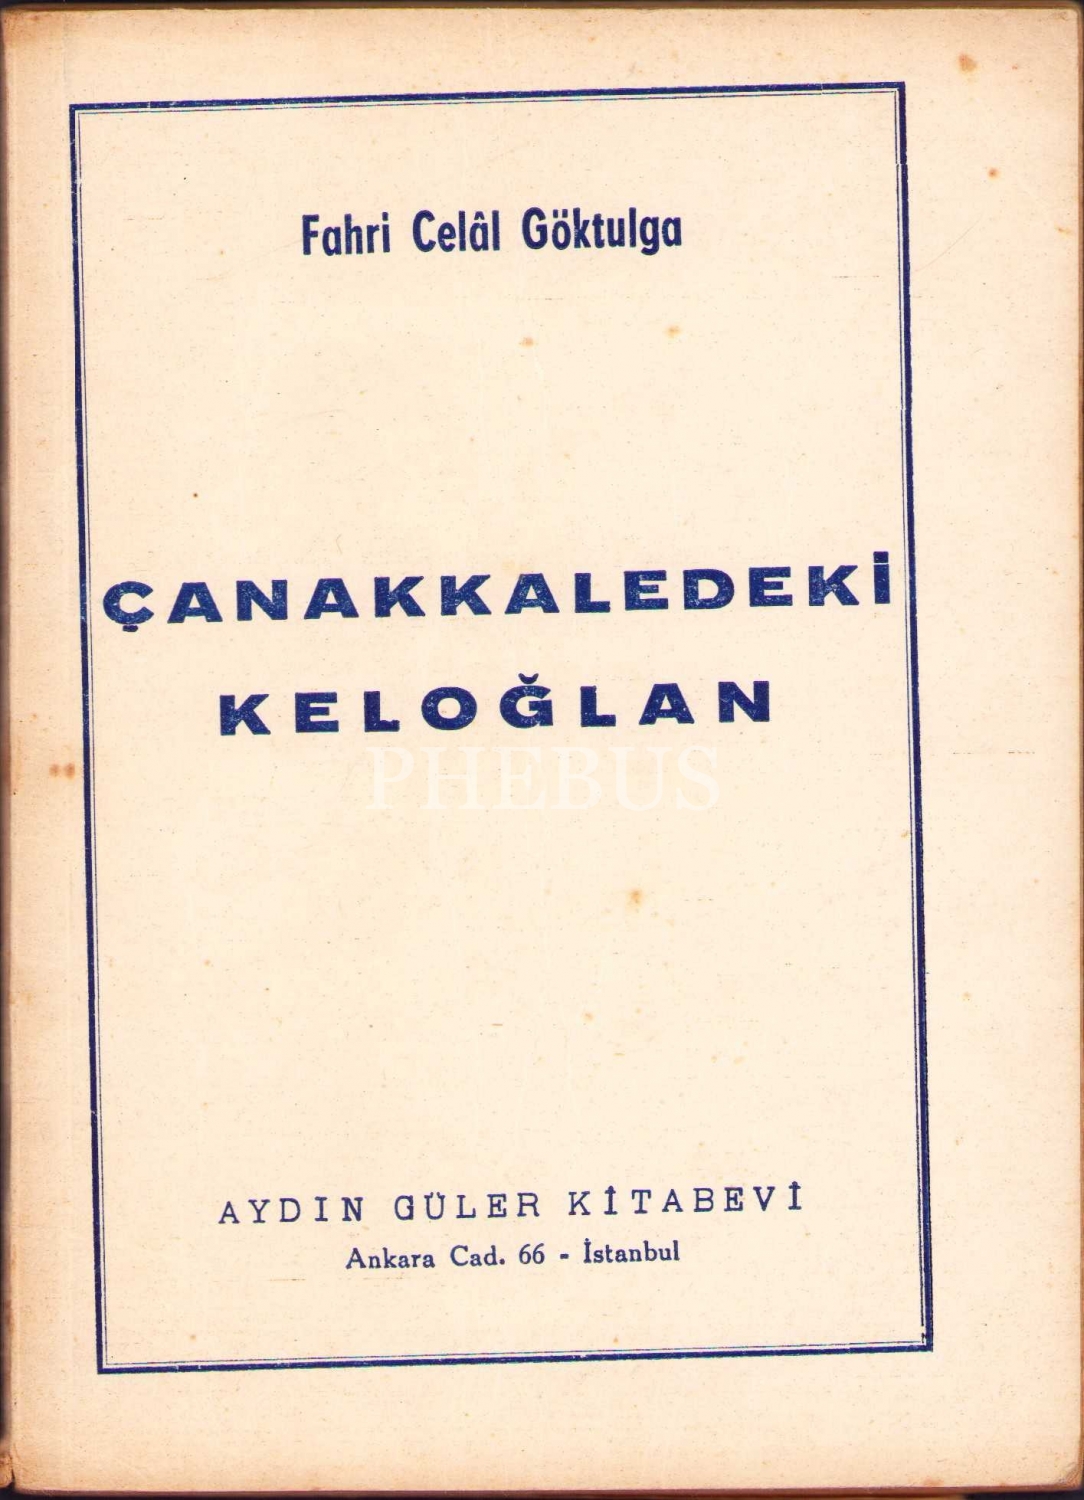 Fahri Celâl Göktulga
ÇANAKKALEDEKİ
KELOĞLAN
PHEBUS
AYDIN GÜLER KİTABEVİ
Ankara Cad. 66 - İstanbul